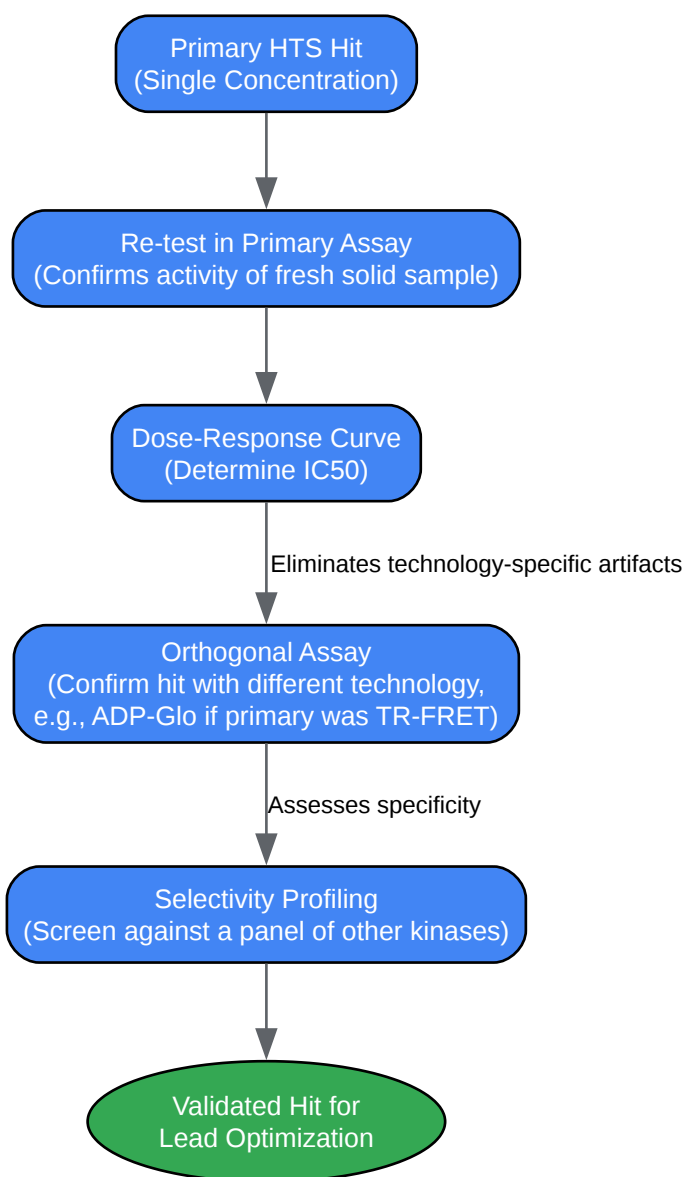 Primary HTS Hit
(Single Concentration)
Re-test in Primary Assay
(Confirms activity of fresh solid sample)
Dose-Response Curve
(Determine IC50)
Eliminates technology-specific artifacts
Orthogonal Assay
(Confirm hit with different technology,
e.g., ADP-Glo if primary was TR-FRET)
Assesses specificity
Selectivity Profiling
(Screen against a panel of other kinases)
Validated Hit for
Lead Optimization